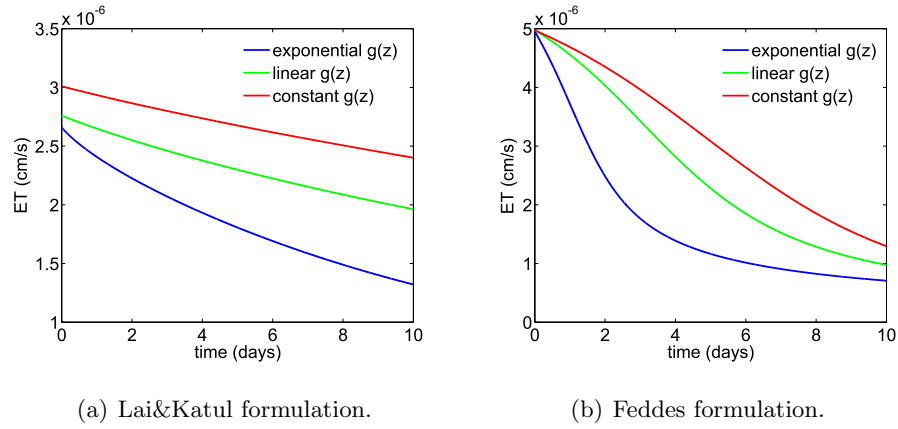 x 10⁻⁶
3.5
3
2.5
2
1.5
1
ET (cm/s)
0 2 4 6 8 10
time (days)
exponential g(z)
linear g(z)
constant g(z)
(a) Lai&Katul formulation.
x 10⁻⁶
5
4
3
2
1
0
ET (cm/s)
0 2 4 6 8 10
time (days)
exponential g(z)
linear g(z)
constant g(z)
(b) Feddes formulation.